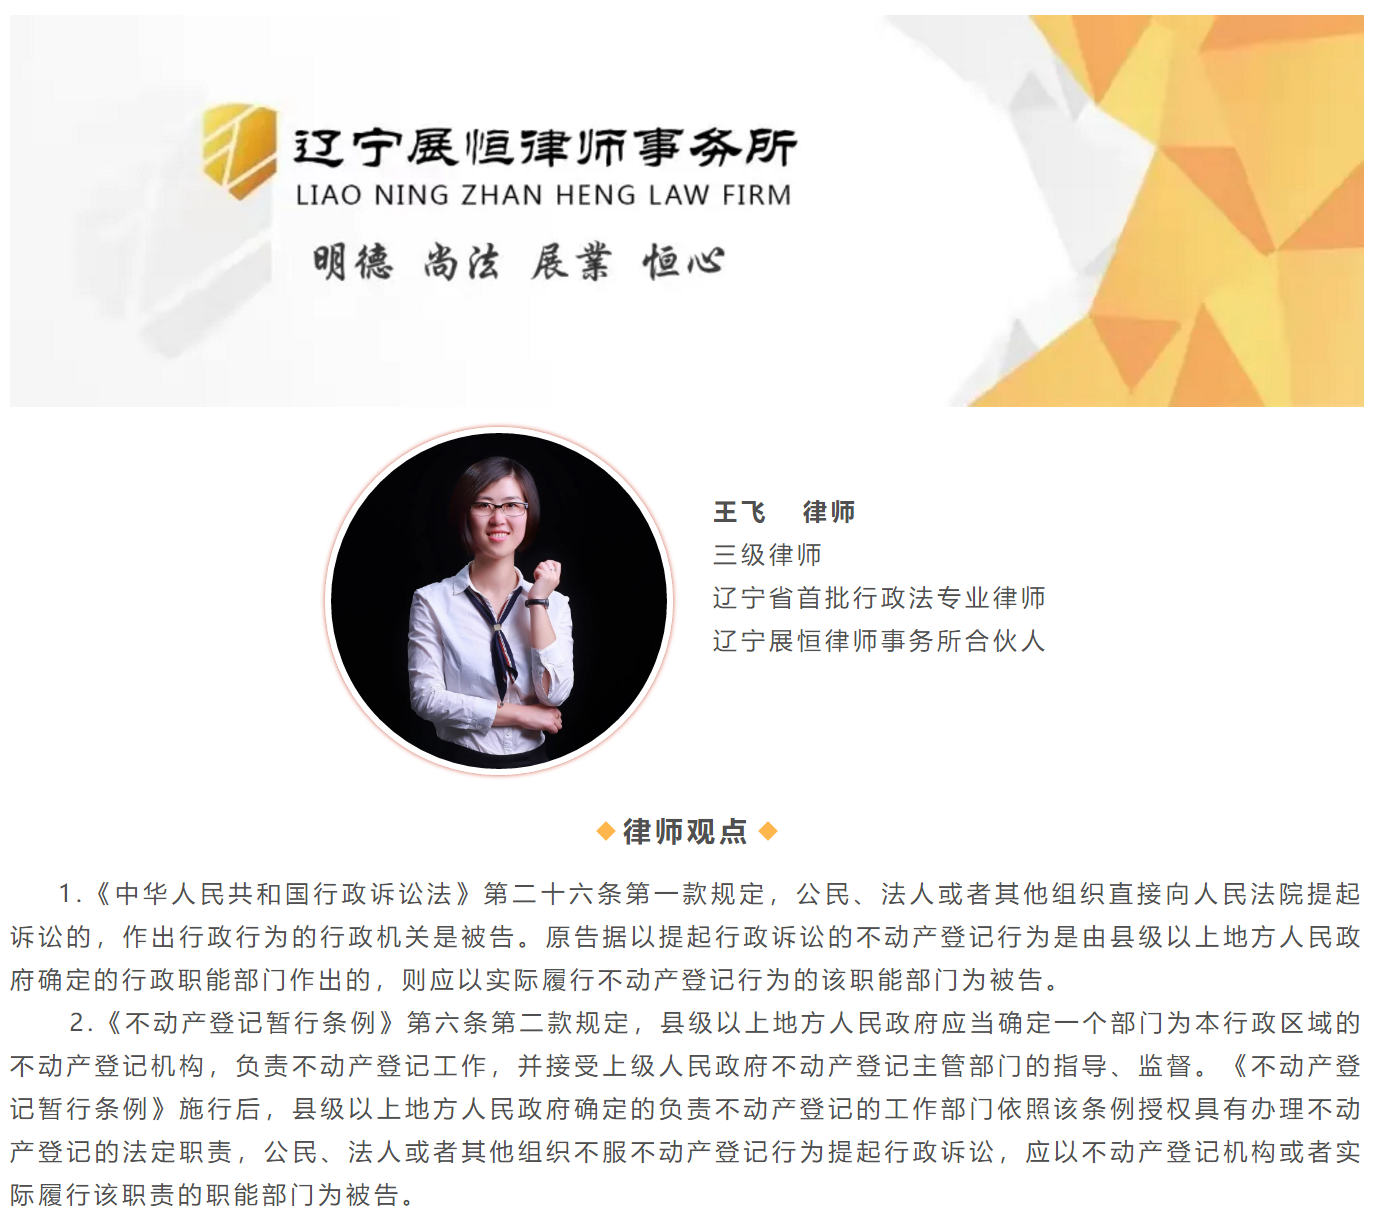 辽宁展恒律师事务所
LIAO NING ZHAN HENG LAW FIRM
明德 尚法 展業 恒心
王飞 律师
三级律师
辽宁省首批行政法专业律师
辽宁展恒律师事务所合伙人
律师观点
1.《中华人民共和国行政诉讼法》第二十六条第一款规定，公民、法人或者其他组织直接向人民法院提起
诉讼的，作出行政行为的行政机关是被告。原告据以提起行政诉讼的不动产登记行为是由县级以上地方人民政
府确定的行政职能部门作出的，则应以实际履行不动产登记行为的该职能部门为被告。
2.《不动产登记暂行条例》第六条第二款规定，县级以上地方人民政府应当确定一个部门为本行政区域的
不动产登记机构，负责不动产登记工作，并接受上级人民政府不动产登记主管部门的指导、监督。《不动产登
记暂行条例》施行后，县级以上地方人民政府确定的负责不动产登记的工作部门依照该条例授权具有办理不动
产登记的法定职责，公民、法人或者其他组织不服不动产登记行为提起行政诉讼，应以不动产登记机构或者实
际履行该职责的职能部门为被告。